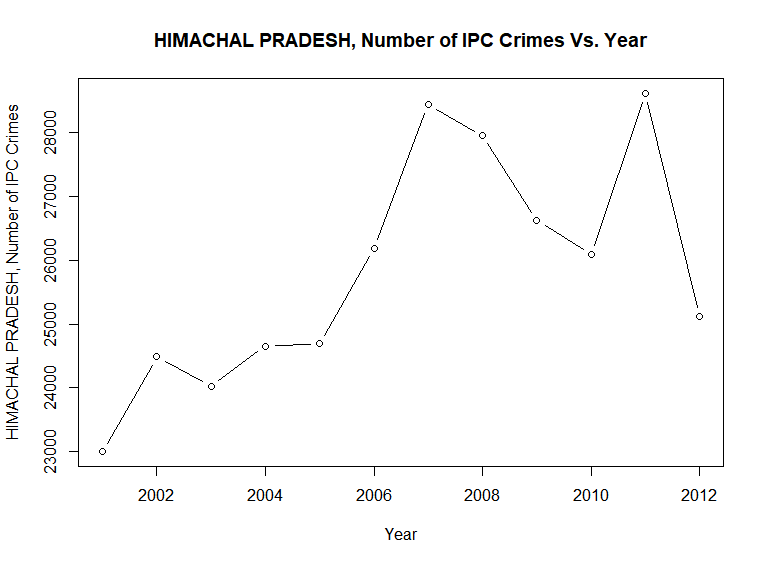 HIMACHAL PRADESH, Number of IPC Crimes Vs. Year
HIMACHAL PRADESH, Number of IPC Crimes
28000
27000
26000
25000
24000
23000
2002 2004 2006 2008 2010 2012
Year